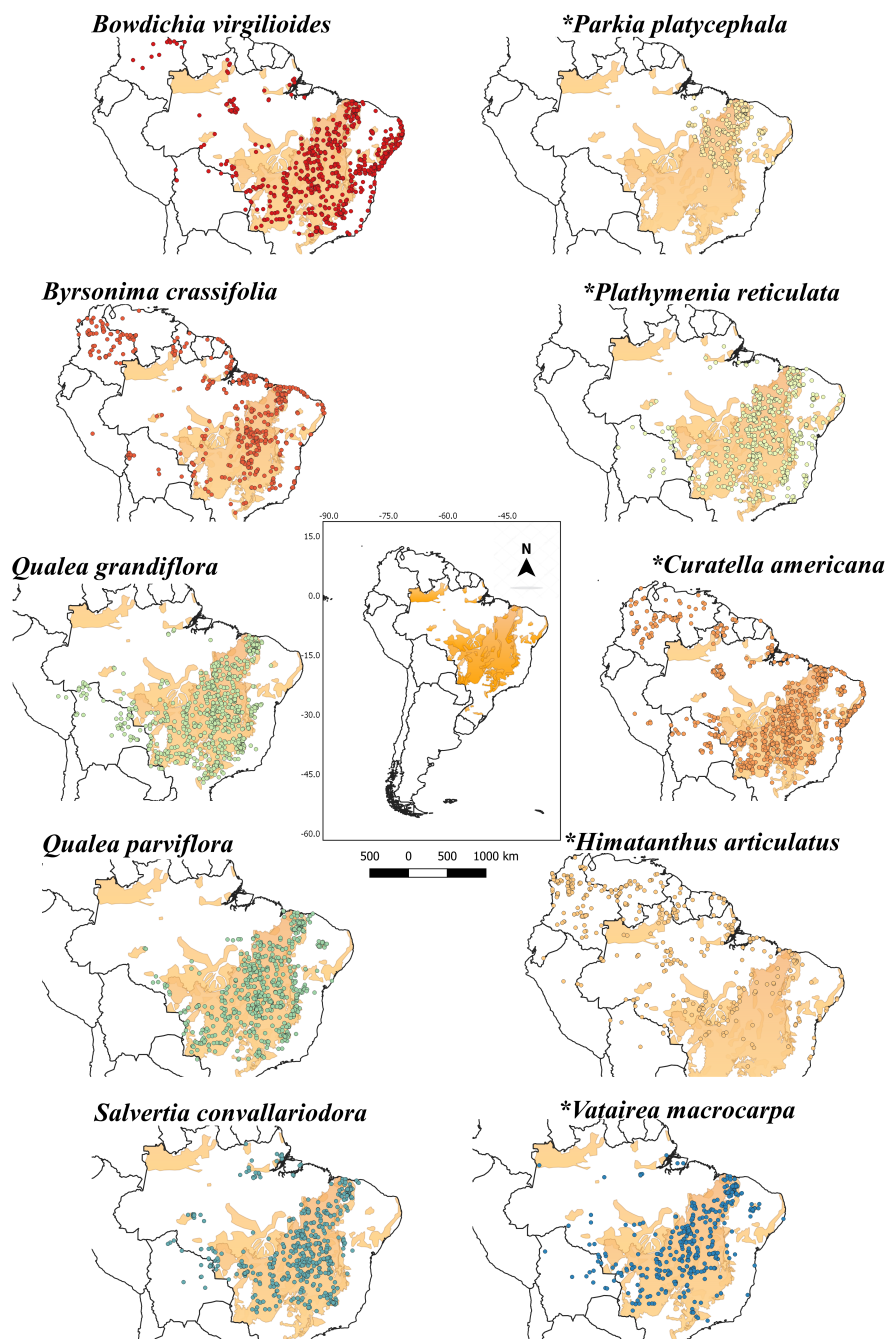 Bowdichia virgilioides
*Parkia platycephala
Byrsonima crassifolia
*Plathymenia reticulata
-90.0 -75.0 -60.0 -45.0
15.0
N
0.0
-15.0
-30.0
-45.0
-60.0
500 0 500 1000 km
Qualea grandiflora
*Curatella americana
Qualea parviflora
*Himatanthus articulatus
Salvertia convallariodora
*Vatairea macrocarpa